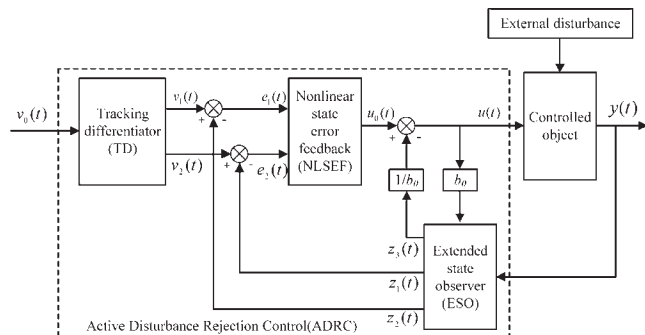 External disturbance
v₀(t)
Tracking
differentiator
(TD)
v₁(t)
+
-
e₁(t)
v₂(t)
+
-
e₂(t)
Nonlinear
state
error
feedback
(NLSEF)
u₀(t)
+
-
u(t)
Controlled
object
y(t)
1/b₀
b₀
z₃(t)
z₁(t)
z₂(t)
Extended
state
observer
(ESO)
Active Disturbance Rejection Control(ADRC)